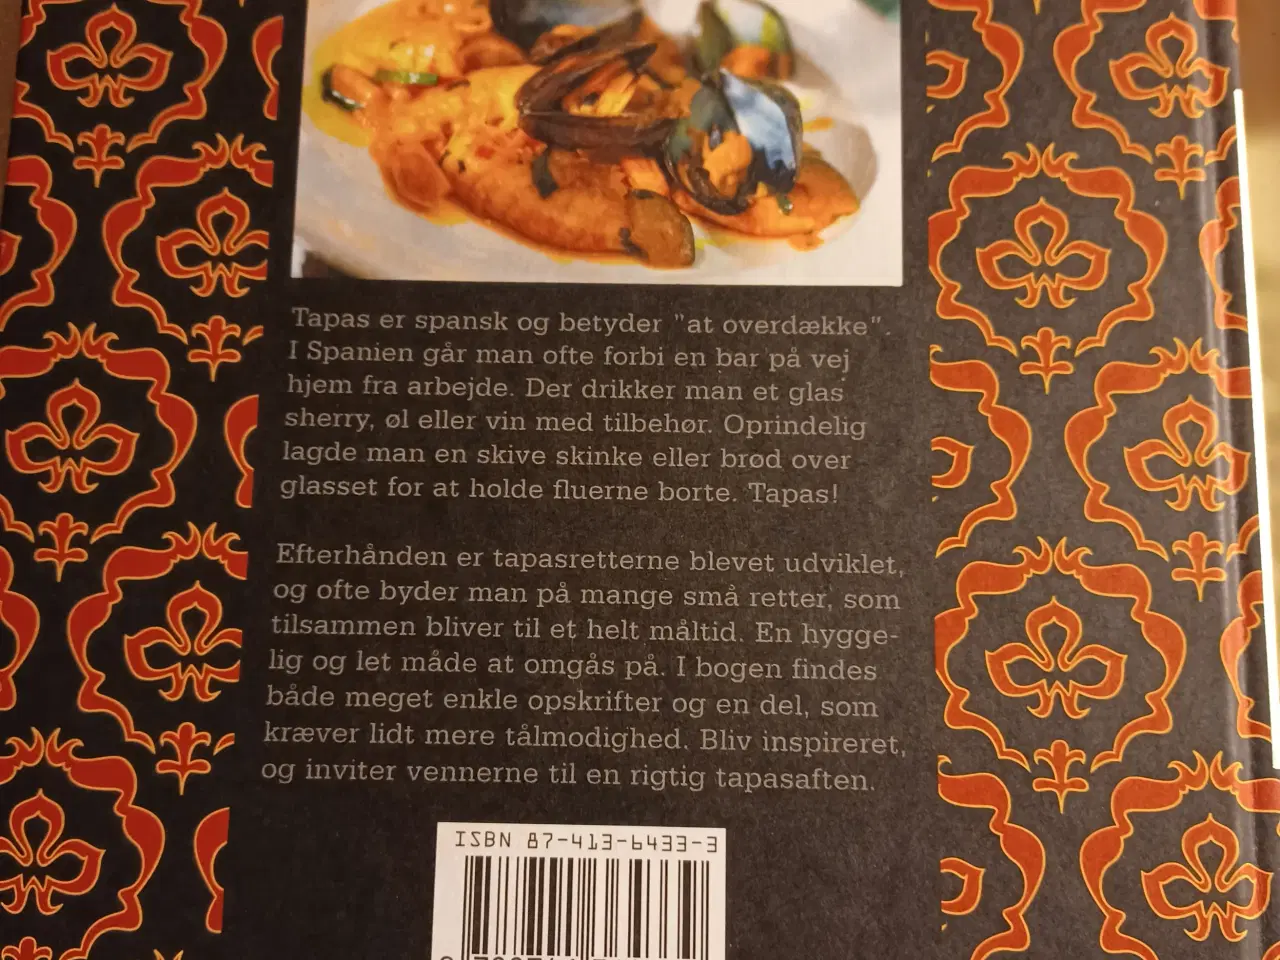 Tapas er spansk og betyder "at overdække".
I Spanien går man ofte forbi en bar på vej
hjem fra arbejde. Der drikker man et glas
sherry, øl eller vin med tilbehør. Oprindelig
lagde man en skive skinke eller brød over
glasset for at holde fluerne borte. Tapas!
Efterhånden er tapasretterne blevet udviklet,
og ofte byder man på mange små retter, som
tilsammen bliver til et helt måltid. En hygge-
lig og let måde at omgås på. I bogen findes
både meget enkle opskrifter og en del, som
kræver lidt mere tålmodighed. Bliv inspireret,
og inviter vennerne til en rigtig tapasaften.
ISBN 87-413-6433-3